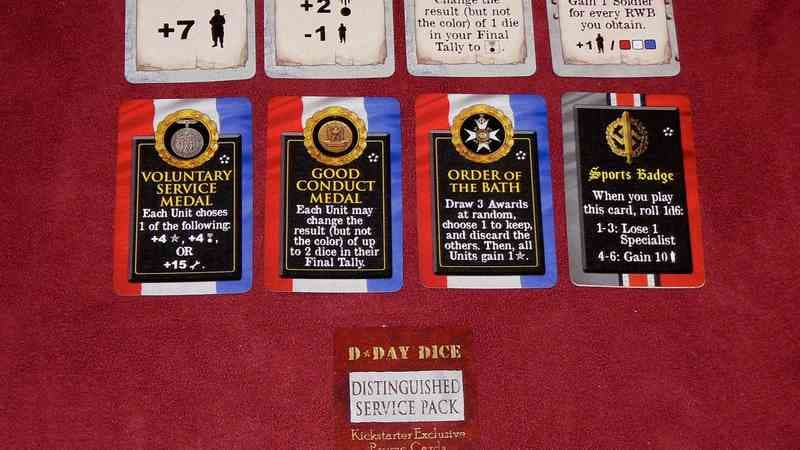 +7
+2
-1
Change the
result (but not
the color) of 1 die
in your Final
Tally to
Gain 1 Soldier
for every RWB
you obtain.
+1 /
VOLUNTARY
SERVICE
MEDAL
Each Unit choses
1 of the following:
+4 , +4 ,
OR
+15 .
GOOD
CONDUCT
MEDAL
Each Unit may
change the
result (but not
the color) of up
to 2 dice in their
Final Tally.
ORDER OF
THE BATH
Draw 3 Awards
at random,
choose 1 to keep,
and discard the
others. Then, all
Units gain 1 .
Sports Badge
When you play
this card, roll 1d6:
1-3: Lose 1
Specialist
4-6: Gain 10
D DAY DICE
DISTINGUISHED
SERVICE PACK
Kickstarter Exclusive
Cards